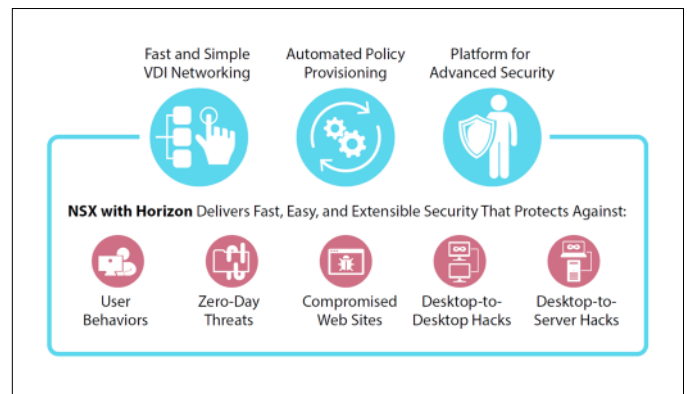 Fast and Simple
VDI Networking
Automated Policy
Provisioning
Platform for
Advanced Security
NSX with Horizon Delivers Fast, Easy, and Extensible Security That Protects Against:
User
Behaviors
Zero-Day
Threats
Compromised
Web Sites
Desktop-to-
Desktop Hacks
Desktop-to-
Server Hacks